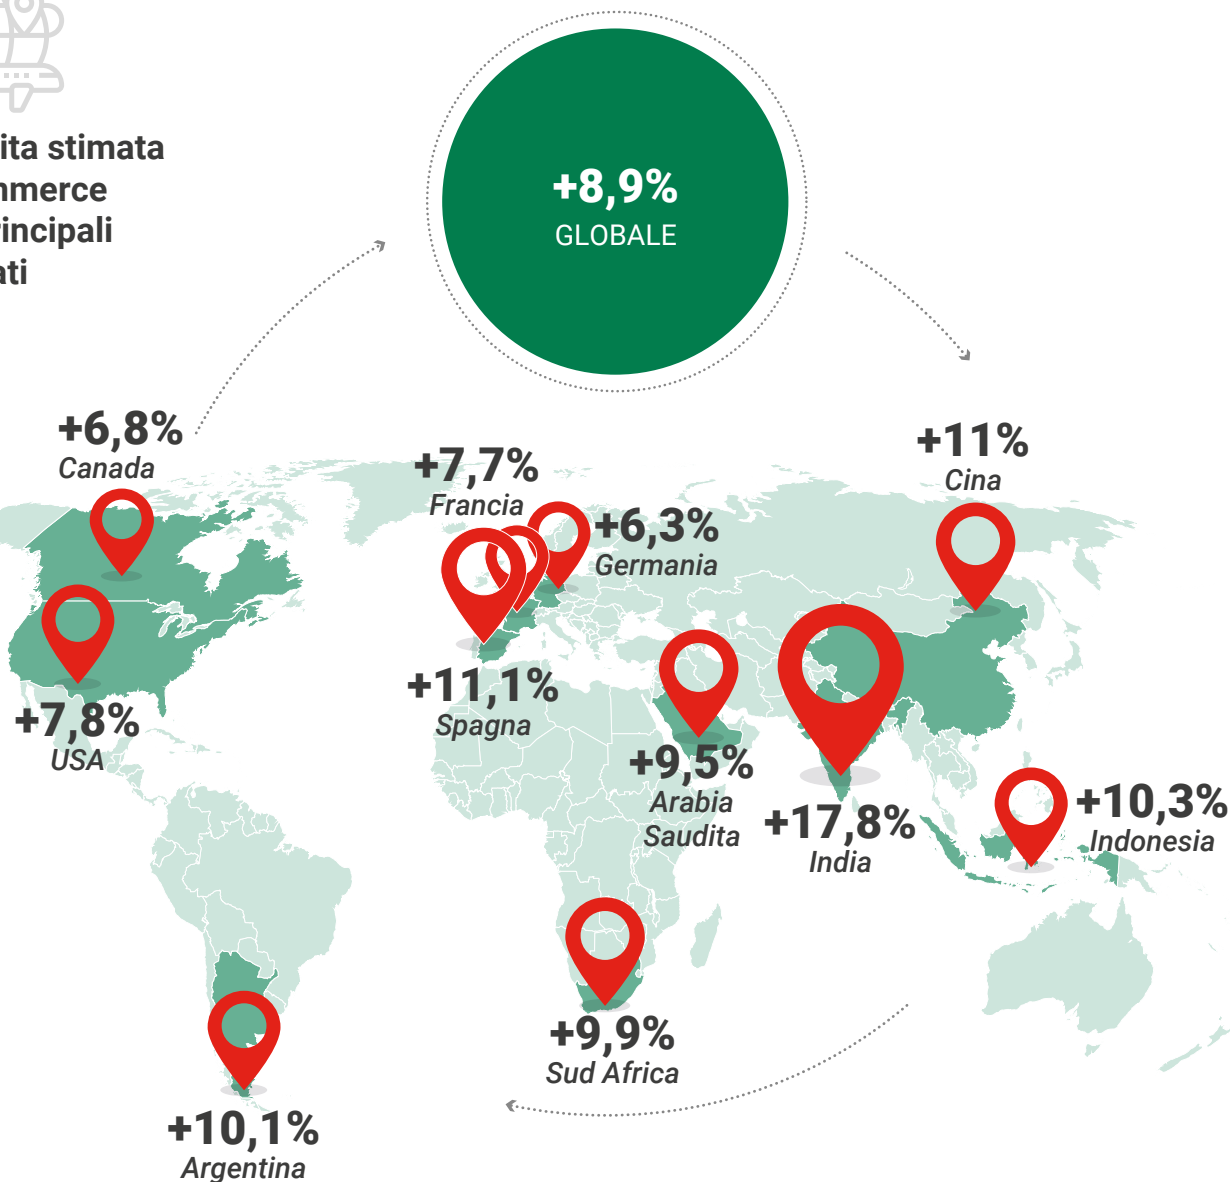 ita stimata
mmerce
rincipali
ati
+8,9%
GLOBALE
+6,8%
Canada
+7,7%
Francia
+6,3%
Germania
+11%
Cina
+7,8%
USA
+11,1%
Spagna
+9,5%
Arabia
Saudita
+17,8%
India
+10,3%
Indonesia
+9,9%
Sud Africa
+10,1%
Argentina